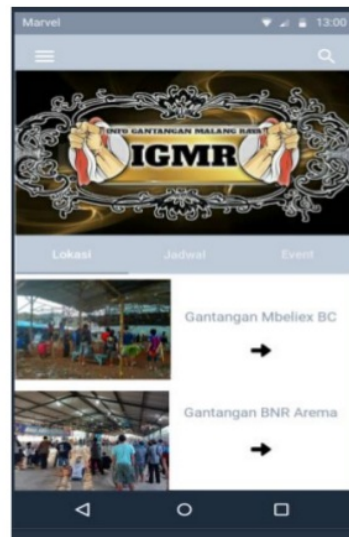 Marvel 13:00
INFO GANTANGAN MALANG RAYA
IGMR
Lokasi Jadwal Event
Gantangan Mbeliex BC
Gantangan BNR Arema